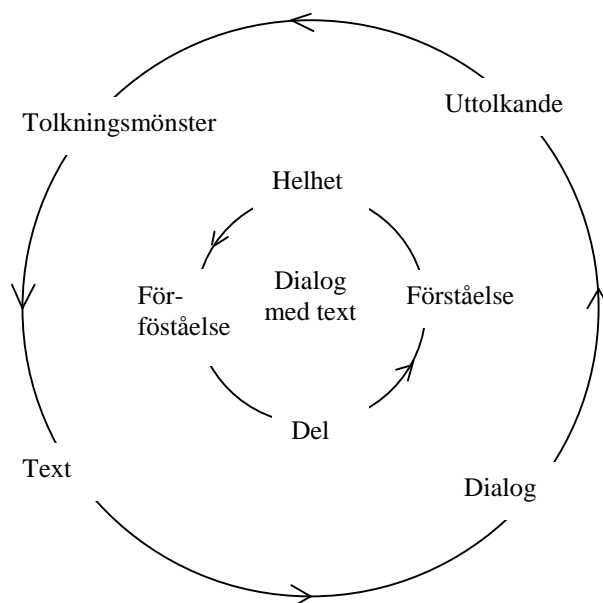 Uttolkande
Tolkningsmönster
Helhet
Dialog
med text
För-
föståelse
Förståelse
Del
Text
Dialog